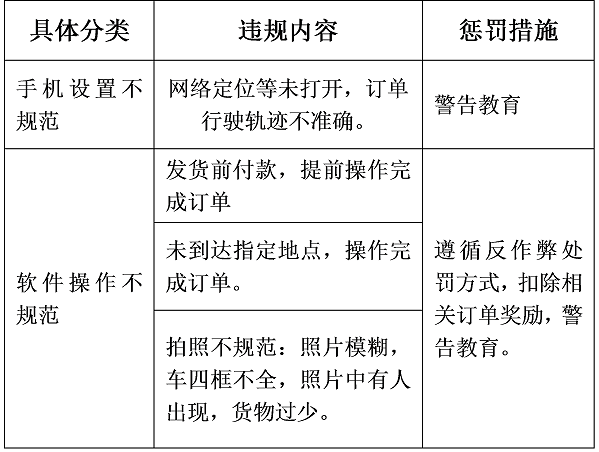 具体分类
违规内容
惩罚措施
手机设置不
规范
网络定位等未打开，订单
行驶轨迹不准确。
警告教育
软件操作不
规范
发货前付款，提前操作完
成订单
未到达指定地点，操作完
成订单。
拍照不规范：照片模糊，
车四框不全，照片中有人
出现，货物过少。
遵循反作弊处
罚方式，扣除相
关订单奖励，警
告教育。